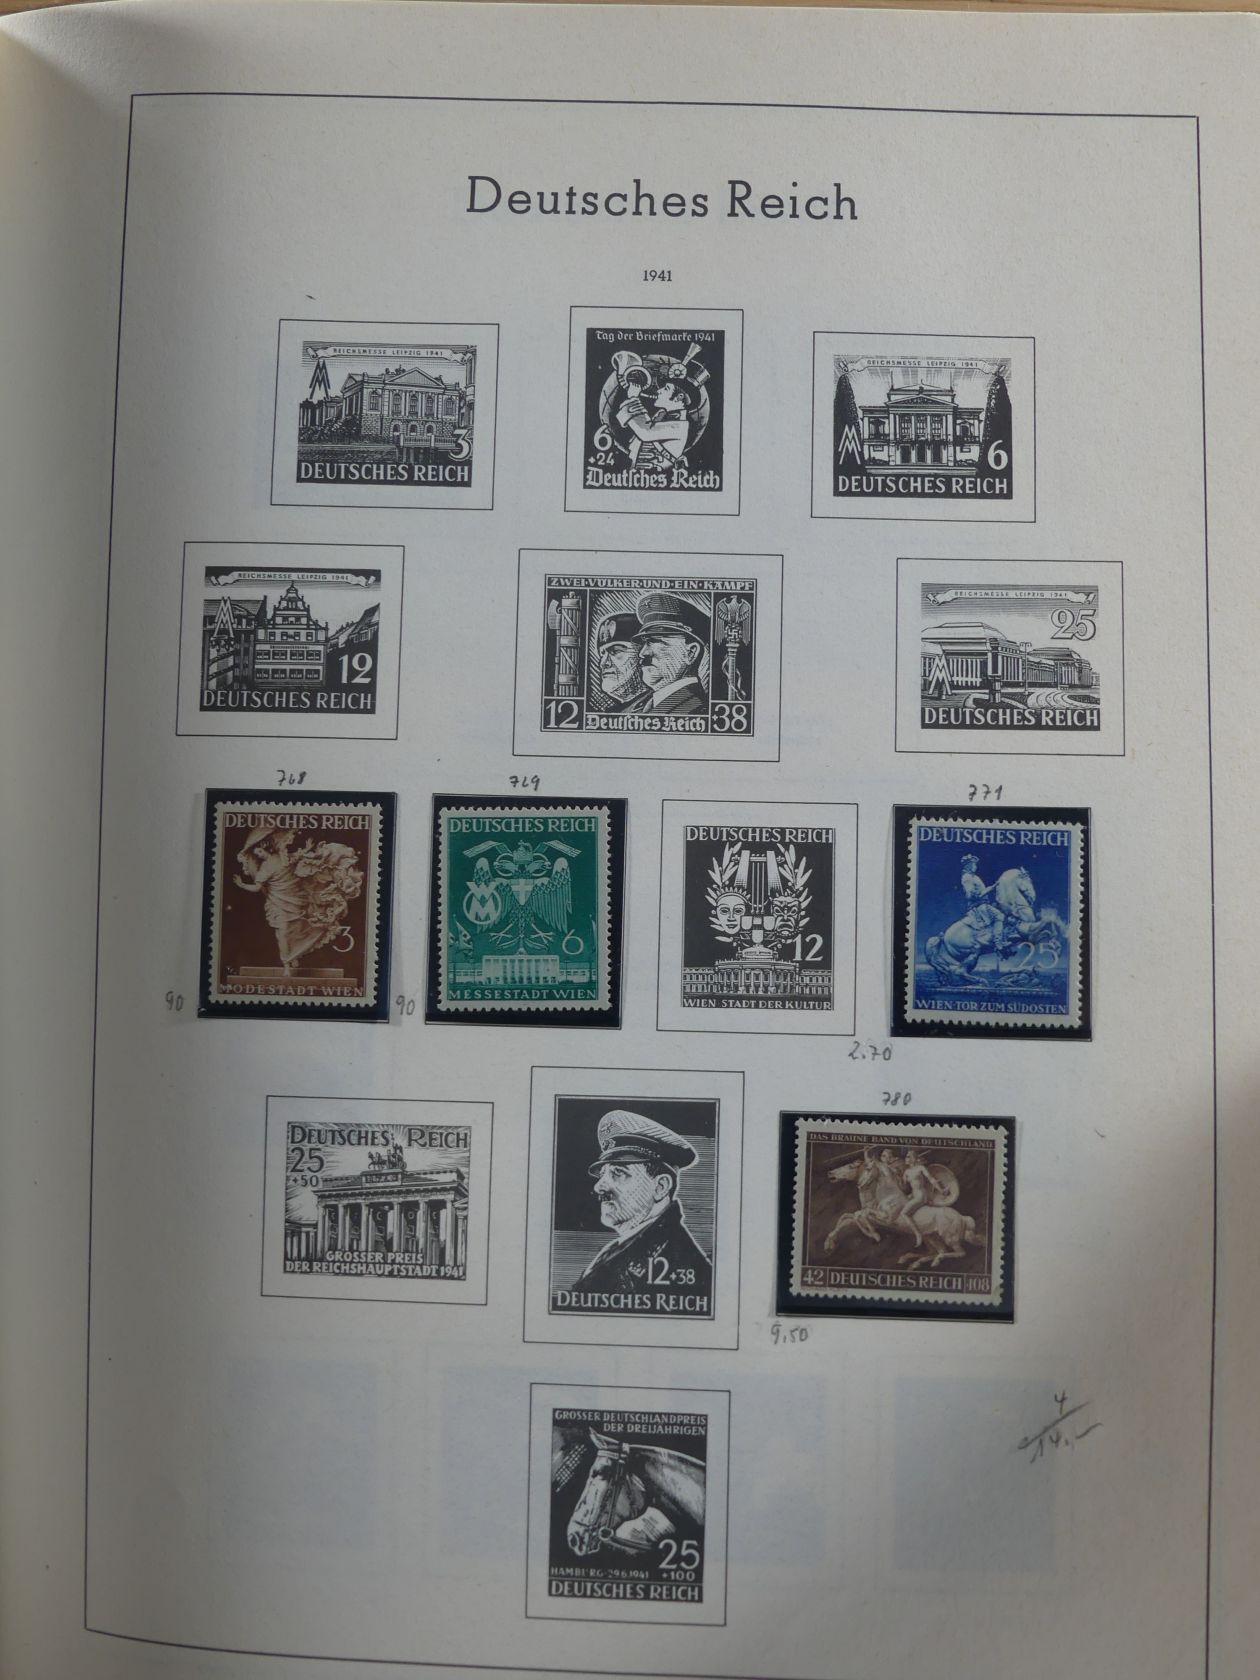 Deutsches Reich
1941
REICHSMESSE LEIPZIG 1941
3
DEUTSCHES REICH
Tag der Briefmarke 1941
6
+24
Deutsches Reich
REICHSMESSE LEIPZIG 1941
6
DEUTSCHES REICH
REICHSMESSE LEIPZIG 1941
12
DEUTSCHES REICH
ZWEI·VÖLKER·UND·EIN·KAMPF
12 Deutsches Reich +38
REICHSMESSE LEIPZIG 1941
25
DEUTSCHES REICH
768
DEUTSCHES REICH
3
MODESTADT WIEN
90
769
DEUTSCHES REICH
6
MESSESTADT WIEN
90
DEUTSCHES REICH
12
WIEN STADT DER KULTUR
771
DEUTSCHES REICH
25
WIEN·TOR ZUM SÜDOSTEN
2.70
DEUTSCHES REICH
25
+50
GROSSER PREIS
DER REICHSHAUPTSTADT 1941
12+38
DEUTSCHES REICH
780
DAS BRAUNE BAND VON DEUTSCHLAND
42 DEUTSCHES REICH 108
9,50
4
14,-
GROSSER DEUTSCHLANDPREIS
DER DREIJÄHRIGEN
25
+100
HAMBURG·29.6.1941
DEUTSCHES REICH